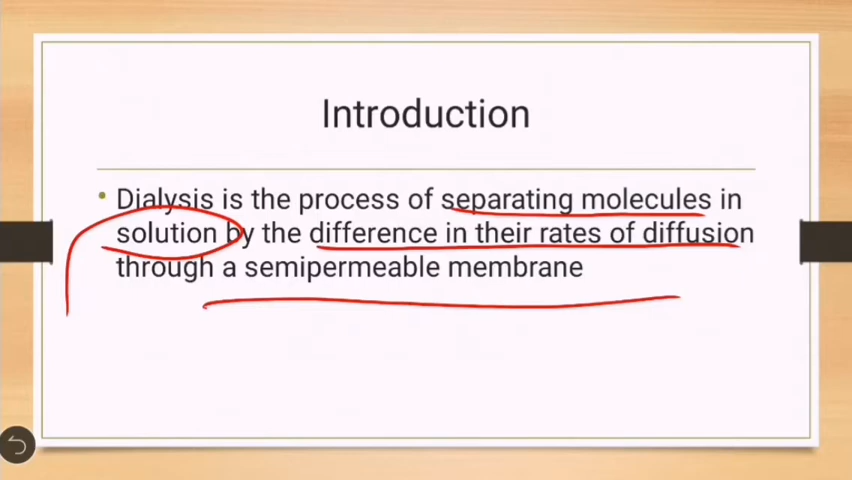 Introduction
• Dialysis is the process of separating molecules in
solution by the difference in their rates of diffusion
through a semipermeable membrane